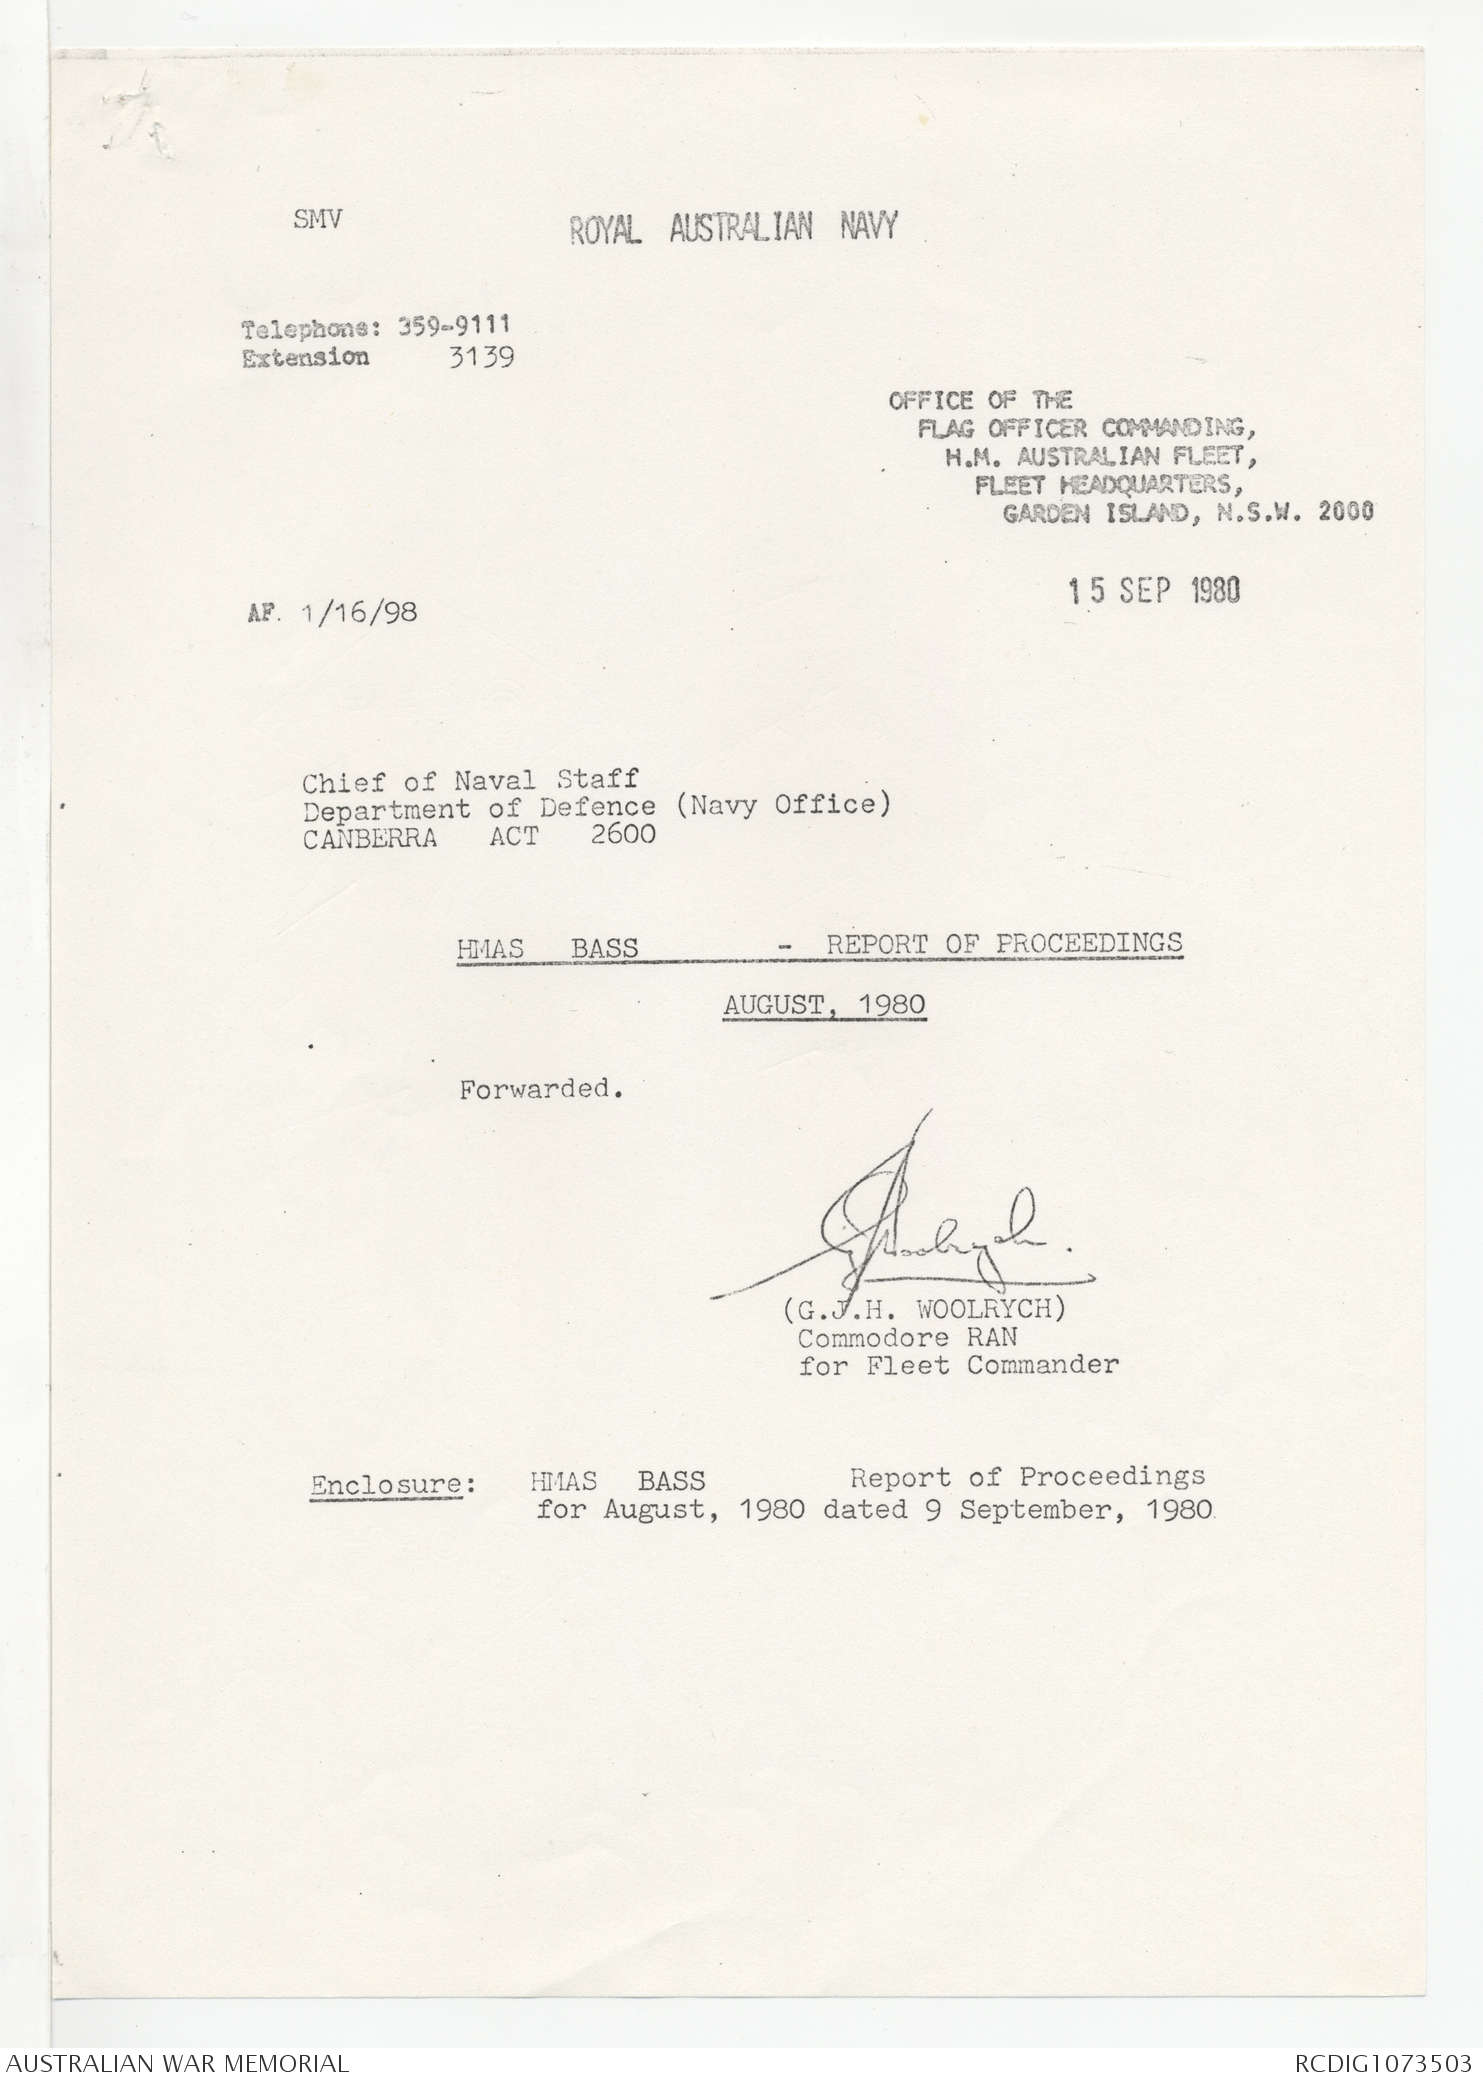 SMV
ROYAL AUSTRALIAN NAVY
Telephone: 359-9111
Extension 3139
OFFICE OF THE
FLAG OFFICER COMMANDING,
H.M. AUSTRALIAN FLEET,
FLEET HEADQUARTERS,
GARDEN ISLAND, N.S.W. 2000
15 SEP 1980
AF. 1/16/98
Chief of Naval Staff
Department of Defence (Navy Office)
CANBERRA ACT 2600
HMAS BASS - REPORT OF PROCEEDINGS
AUGUST, 1980
Forwarded.
G J Woolrych.
(G.J.H. WOOLRYCH)
Commodore RAN
for Fleet Commander
Enclosure: HMAS BASS Report of Proceedings
for August, 1980 dated 9 September, 1980.
AUSTRALIAN WAR MEMORIAL
RCDIG1073503